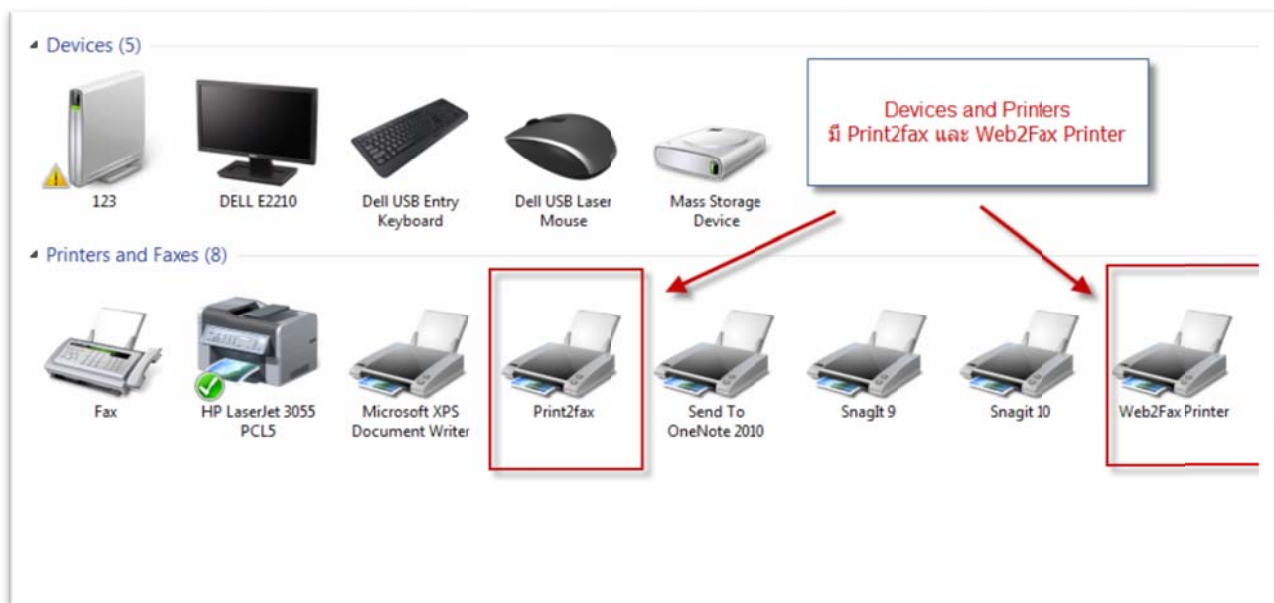 Devices (5)
Devices and Printers
มี Print2fax และ Web2Fax Printer
123
DELL E2210
Dell USB Entry
Keyboard
Dell USB Laser
Mouse
Mass Storage
Device
Printers and Faxes (8)
Fax
HP LaserJet 3055
PCL5
Microsoft XPS
Document Writer
Print2fax
Send To
OneNote 2010
SnagIt 9
Snagit 10
Web2Fax Printer